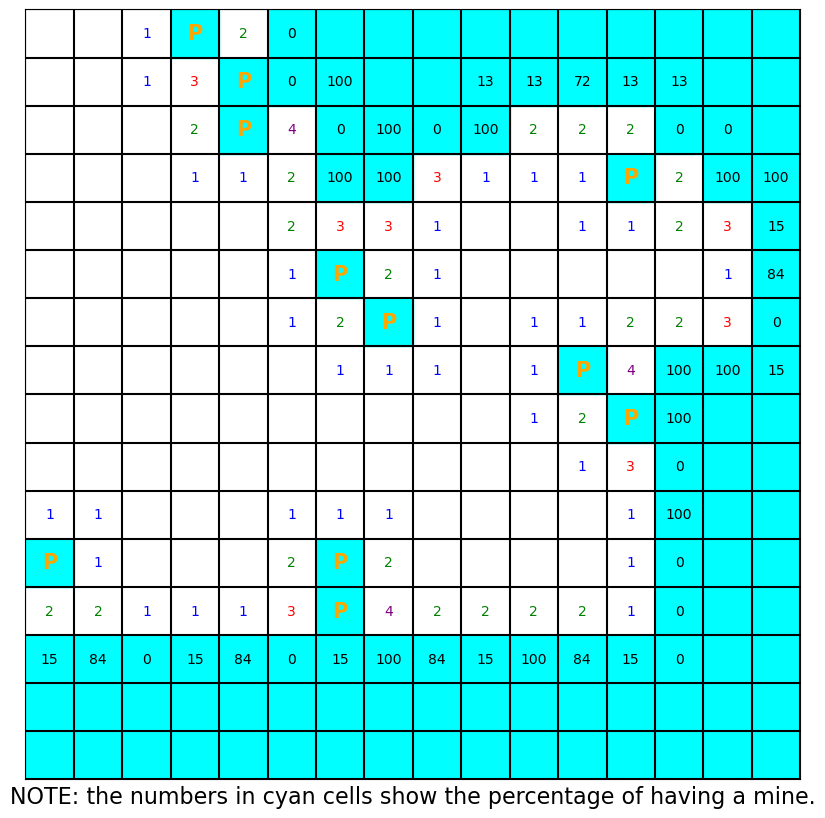 1 P 2 0
1 3 P 0 100 13 13 72 13 13
2 P 4 0 100 0 100 2 2 2 0 0
1 1 2 100 100 3 1 1 1 P 2 100 100
2 3 3 1 1 1 2 3 15
1 P 2 1 1 84
1 2 P 1 1 1 2 2 3 0
1 1 1 1 P 4 100 100 15
1 2 P 100
1 3 0
1 1 1 1 1 1 100
P 1 2 P 2 1 0
2 2 1 1 1 3 P 4 2 2 2 2 1 0
15 84 0 15 84 0 15 100 84 15 100 84 15 0
NOTE: the numbers in cyan cells show the percentage of having a mine.